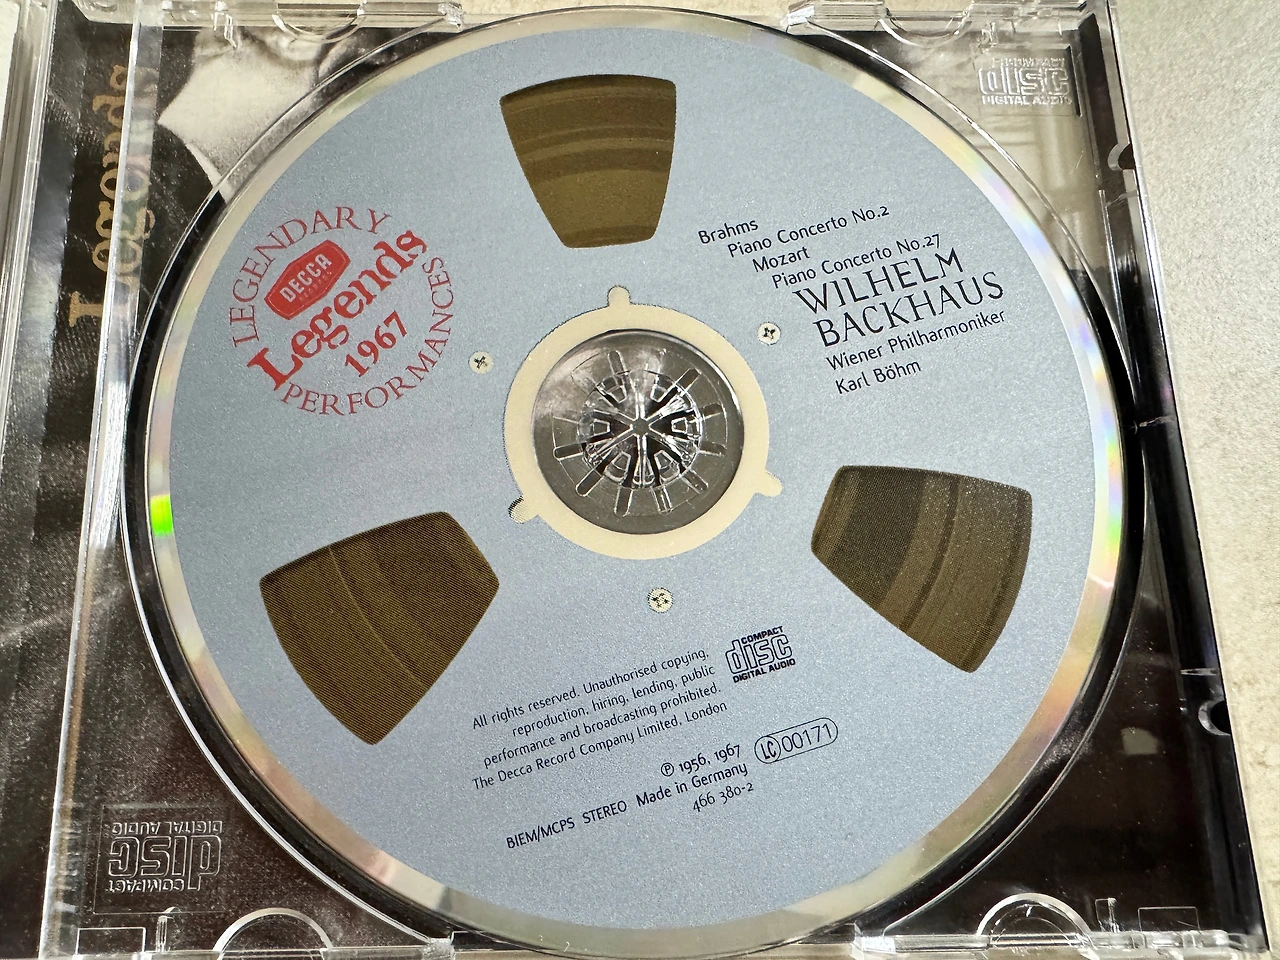 Legends
COMPACT
disc
DIGITAL AUDIO
LEGENDARY
DECCA
Legends
1967
PERFORMANCES
Brahms
Piano Concerto No.2
Mozart
Piano Concerto No.27
WILHELM
BACKHAUS
Wiener Philharmoniker
Karl Böhm
All rights reserved. Unauthorised copying,
reproduction, hiring, lending, public
performance and broadcasting prohibited.
The Decca Record Company Limited, London
COMPACT
disc
DIGITAL AUDIO
℗ 1956, 1967
LC 00171
BIEM/MCPS STEREO Made in Germany
466 380-2
COMPACT
disc
DIGITAL AUDIO